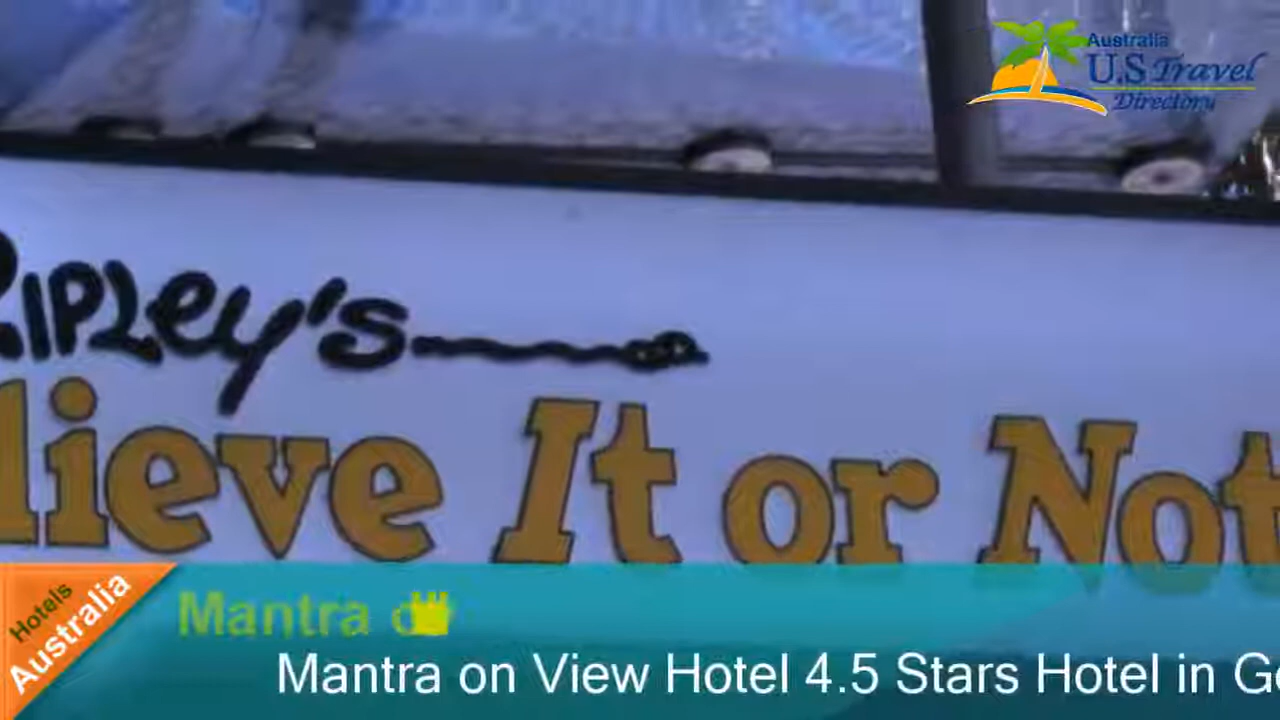 Australia
U.S Travel
Directory
RIPLEY's
lieve It or Not
Hotels
Australia
Mantra
Mantra on View Hotel 4.5 Stars Hotel in G